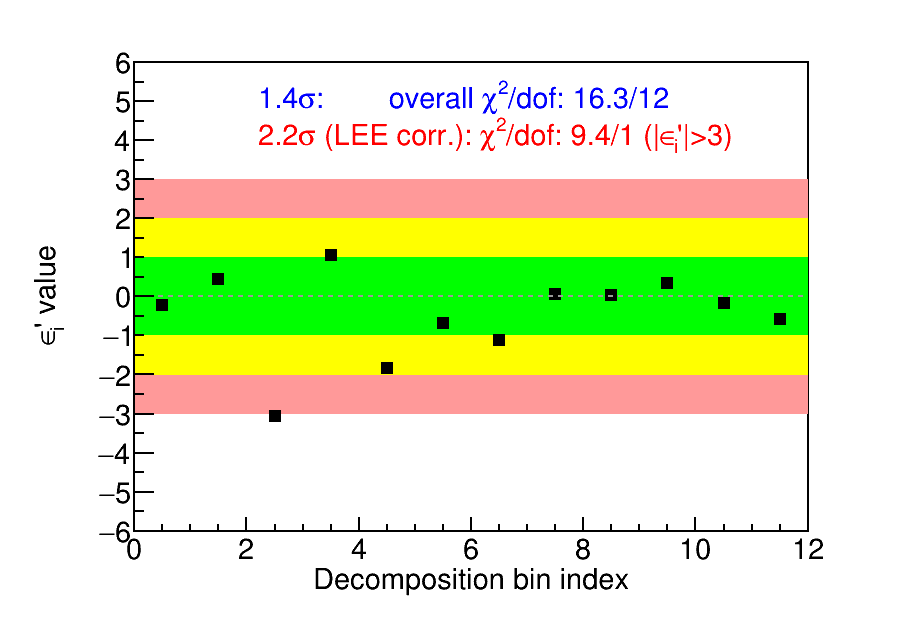 1.4σ: overall χ²/dof: 16.3/12
2.2σ (LEE corr.): χ²/dof: 9.4/1 (|ϵᵢ'|>3)
6
5
4
3
2
1
0
−1
−2
−3
−4
−5
−6
ϵᵢ' value
0 2 4 6 8 10 12
Decomposition bin index